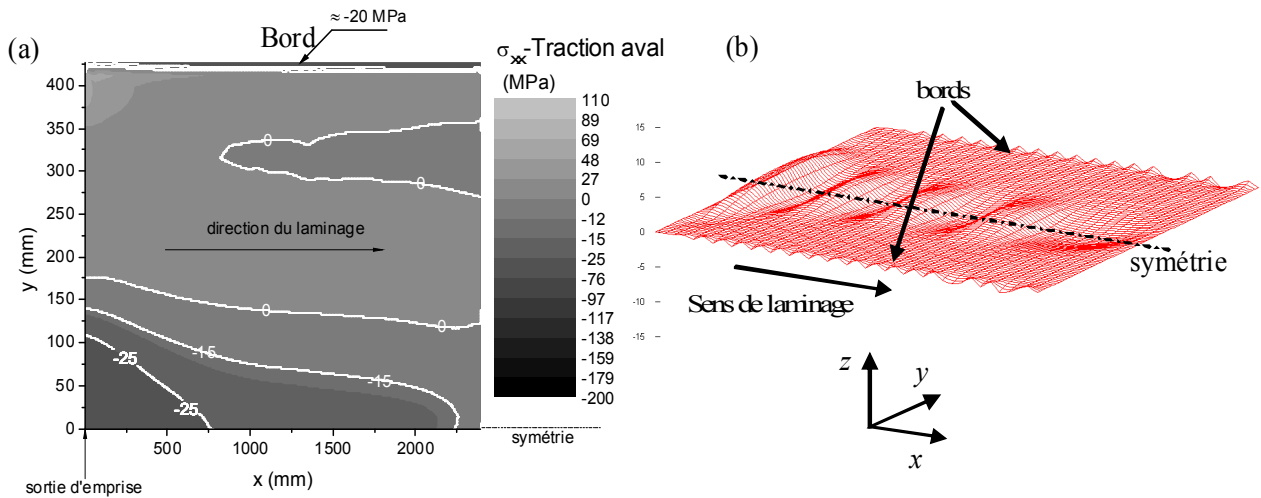 (a)
Bord
≈ -20 MPa
σxx-Traction aval
(MPa)
110
89
69
48
27
0
-12
-15
-25
-76
-97
-117
-138
-159
-179
-200
400
350
300
250
200
150
100
50
0
y (mm)
0
0
direction du laminage
0
0
-15
-15
-25
-25
500
1000
1500
2000
x (mm)
sortie d'emprise
symétrie
(b)
bords
15
10
5
0
-5
-10
-15
symétrie
Sens de laminage
z
y
x